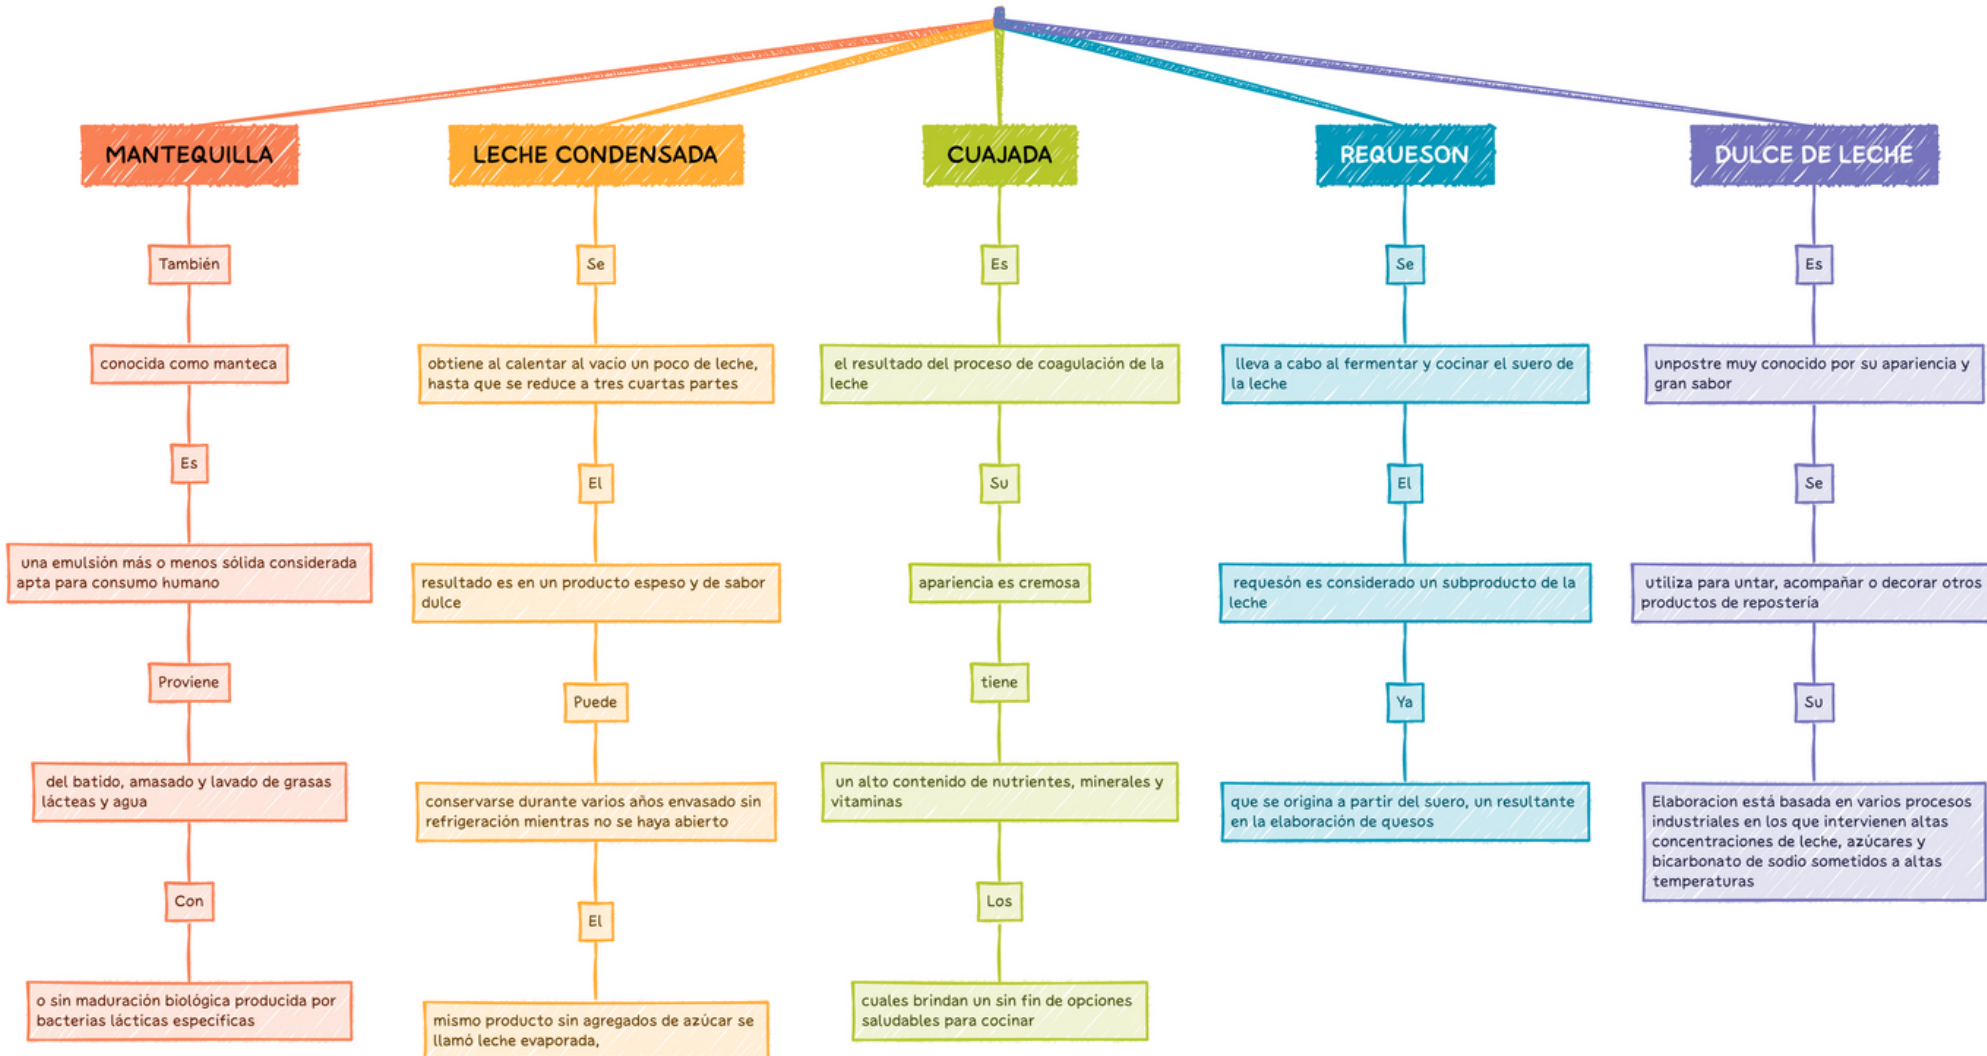 MANTEQUILLA
También
conocida como manteca
Es
una emulsión más o menos sólida considerada
apta para consumo humano
Proviene
del batido, amasado y lavado de grasas
lácteas y agua
Con
o sin maduración biológica producida por
bacterias lácticas específicas
LECHE CONDENSADA
Se
obtiene al calentar al vacío un poco de leche,
hasta que se reduce a tres cuartas partes
El
resultado es en un producto espeso y de sabor
dulce
Puede
conservarse durante varios años envasado sin
refrigeración mientras no se haya abierto
El
mismo producto sin agregados de azúcar se
llamó leche evaporada,
CUAJADA
Es
el resultado del proceso de coagulación de la
leche
Su
apariencia es cremosa
tiene
un alto contenido de nutrientes, minerales y
vitaminas
Los
cuales brindan un sin fin de opciones
saludables para cocinar
REQUESON
Se
lleva a cabo al fermentar y cocinar el suero de
la leche
El
requesón es considerado un subproducto de la
leche
Ya
que se origina a partir del suero, un resultante
en la elaboración de quesos
DULCE DE LECHE
Es
unpostre muy conocido por su apariencia y
gran sabor
Se
utiliza para untar, acompañar o decorar otros
productos de repostería
Su
Elaboracion está basada en varios procesos
industriales en los que intervienen altas
concentraciones de leche, azúcares y
bicarbonato de sodio sometidos a altas
temperaturas